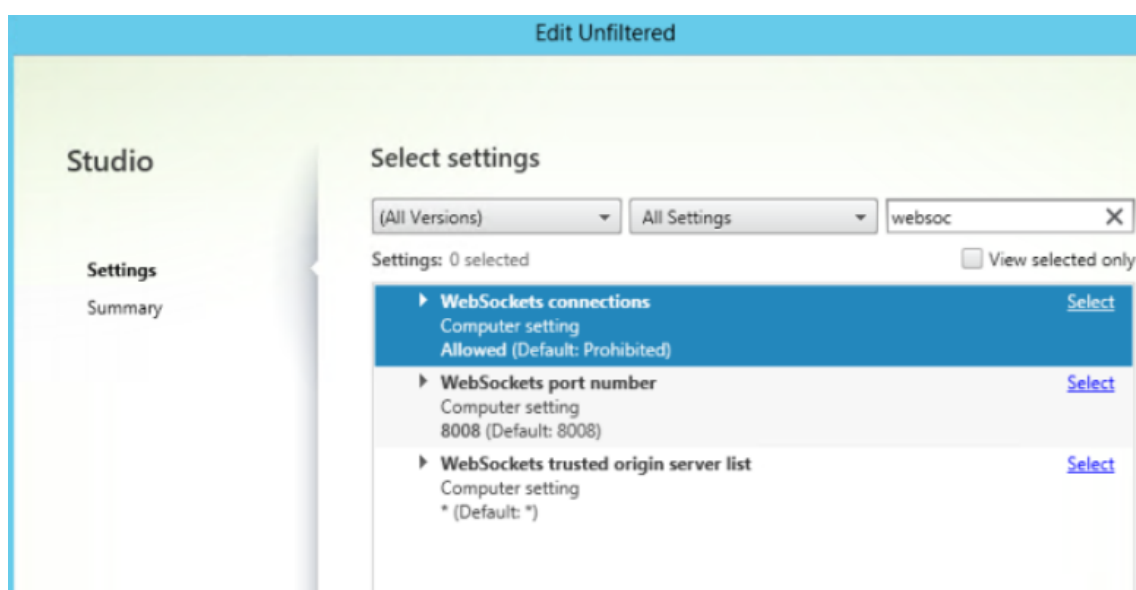 Edit Unfiltered
Studio
Select settings
(All Versions)
All Settings
websoc
Settings: 0 selected
View selected only
Settings
Summary
WebSockets connections
Select
Computer setting
Allowed (Default: Prohibited)
WebSockets port number
Select
Computer setting
8008 (Default: 8008)
WebSockets trusted origin server list
Select
Computer setting
* (Default: *)